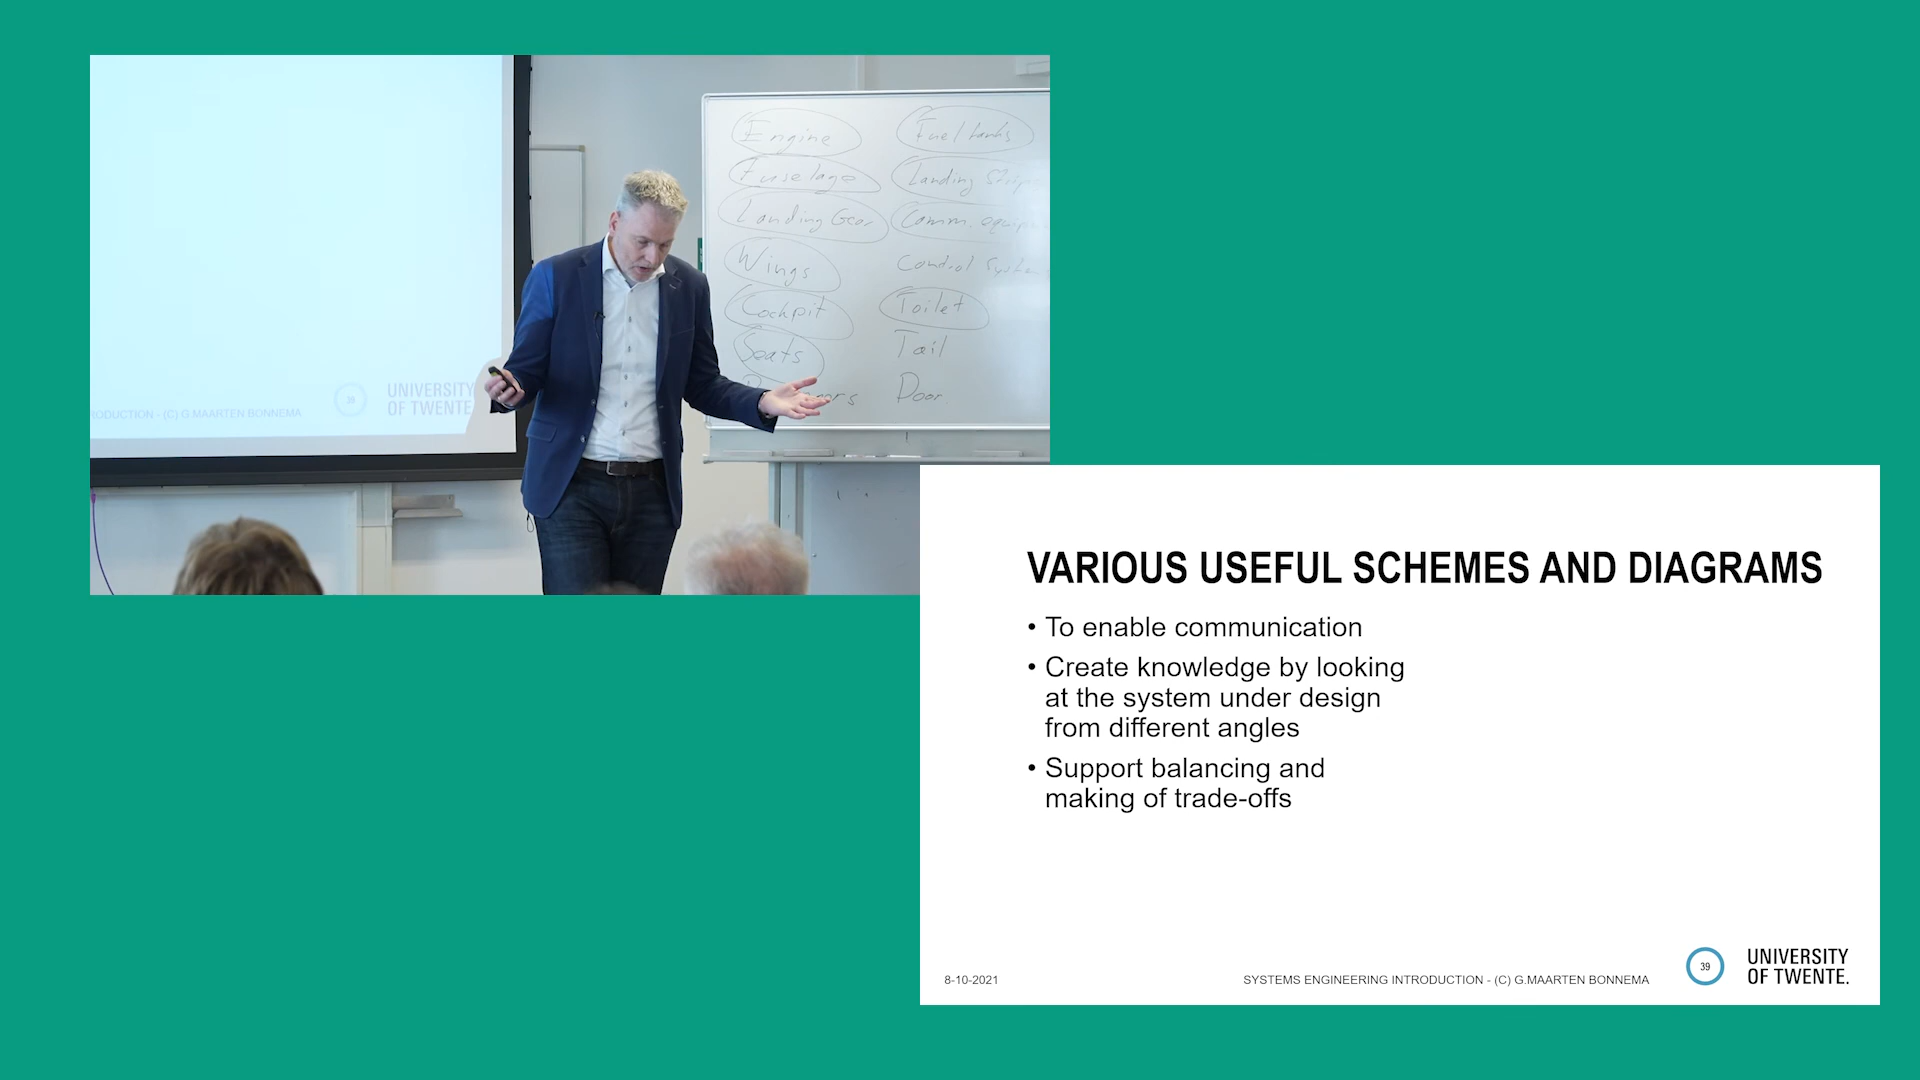 Engine
Fuselage
Landing Gear
Wings
Cockpit
Seats
Fuel tanks
Landing
Comm.
Control System
Toilet
Tail
Door
RODUCTION - (C) G.MAARTEN BONNEMA
39
UNIVERSITY
OF TWENTE
VARIOUS USEFUL SCHEMES AND DIAGRAMS
• To enable communication
• Create knowledge by looking
at the system under design
from different angles
• Support balancing and
making of trade-offs
8-10-2021
SYSTEMS ENGINEERING INTRODUCTION - (C) G.MAARTEN BONNEMA
39
UNIVERSITY
OF TWENTE.